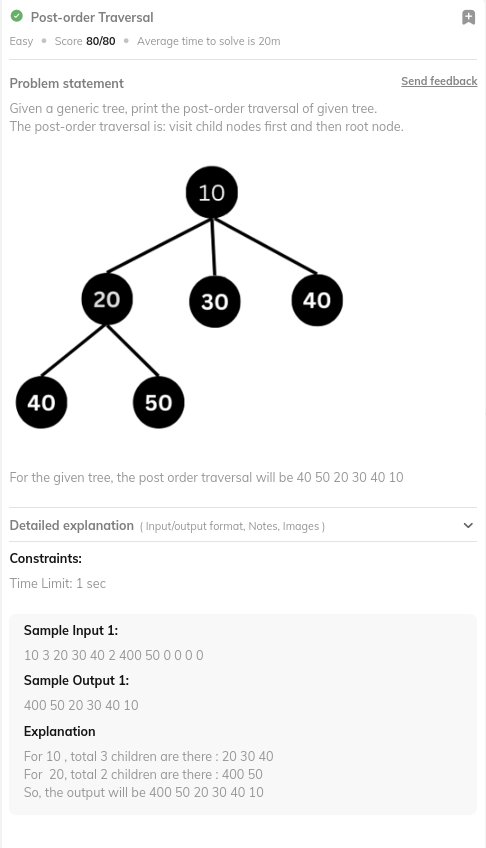 Post-order Traversal
Easy • Score 80/80 • Average time to solve is 20m
Problem statement
Send feedback
Given a generic tree, print the post-order traversal of given tree.
The post-order traversal is: visit child nodes first and then root node.
10
20 30 40
40 50
For the given tree, the post order traversal will be 40 50 20 30 40 10
Detailed explanation ( Input/output format, Notes, Images )
Constraints:
Time Limit: 1 sec
Sample Input 1:
10 3 20 30 40 2 400 50 0 0 0 0
Sample Output 1:
400 50 20 30 40 10
Explanation
For 10 , total 3 children are there : 20 30 40
For  20, total 2 children are there : 400 50
So, the output will be 400 50 20 30 40 10